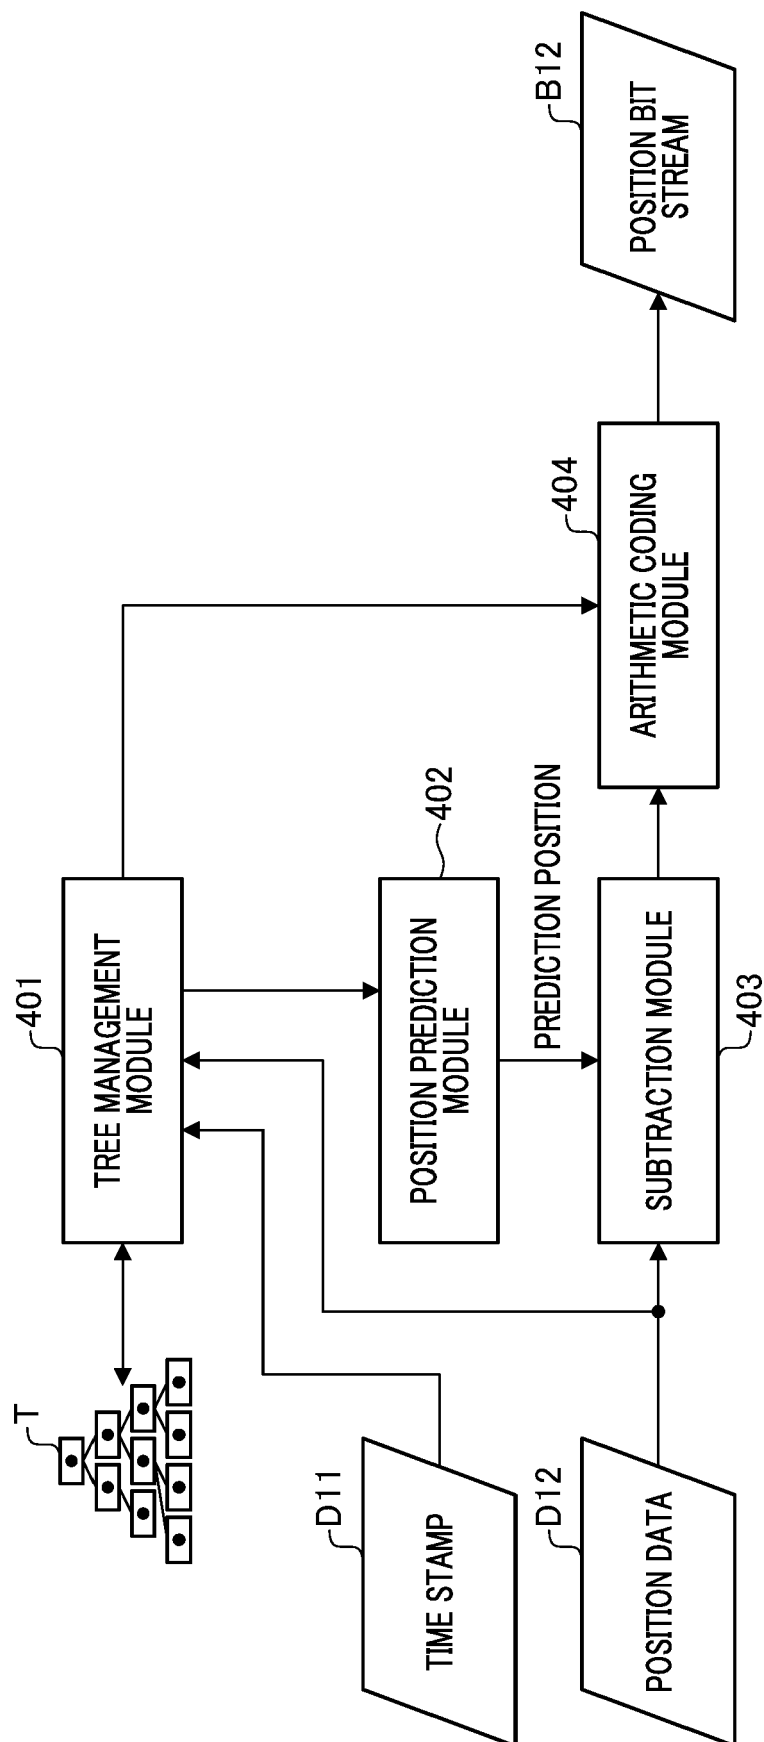 T
401
TREE MANAGEMENT
MODULE
D11
TIME STAMP
402
POSITION PREDICTION
MODULE
PREDICTION POSITION
D12
POSITION DATA
SUBTRACTION MODULE
403
404
ARITHMETIC CODING
MODULE
B12
POSITION BIT
STREAM